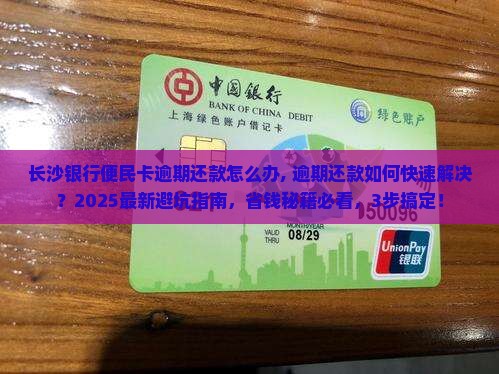 中国银行
BANK OF CHINA DEBIT
上海绿色账户借记卡
绿色账户
长沙银行便民卡逾期还款怎么办, 逾期还款如何快速解决
? 2025最新避坑指南, 省钱秘籍必看, 3步搞定!
150096
MONTH/YEAR
VALID THRU 08/29
UnionPay
银联